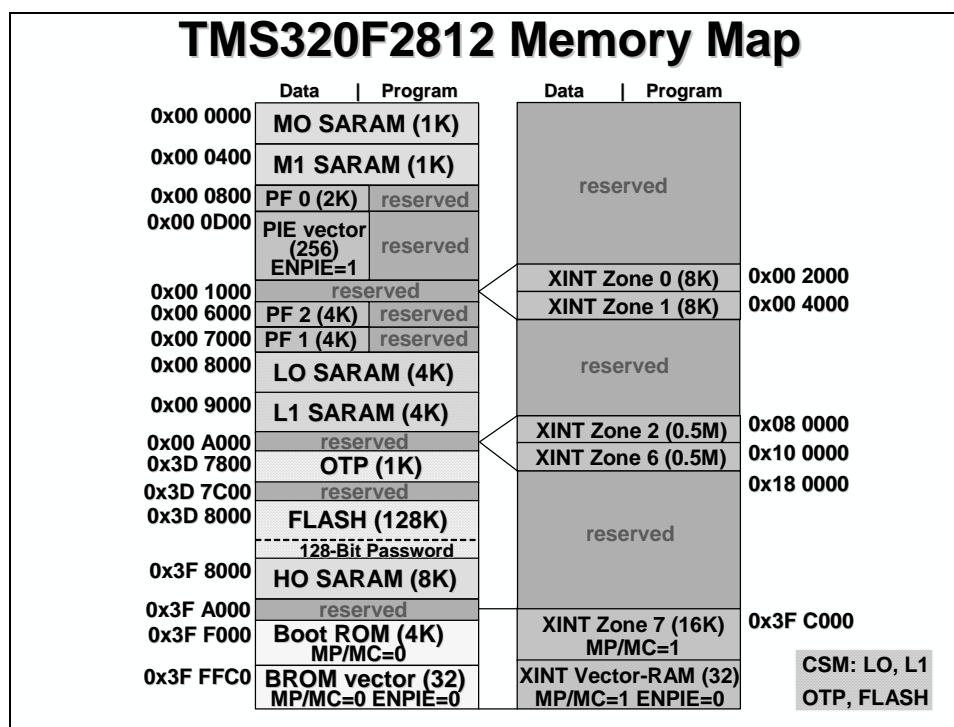 TMS320F2812 Memory Map
Data | Program
0x00 0000
MO SARAM (1K)
0x00 0400
M1 SARAM (1K)
0x00 0800
PF 0 (2K)
reserved
0x00 0D00
PIE vector
(256)
ENPIE=1
reserved
0x00 1000
reserved
0x00 6000
PF 2 (4K)
reserved
0x00 7000
PF 1 (4K)
reserved
0x00 8000
LO SARAM (4K)
0x00 9000
L1 SARAM (4K)
0x00 A000
reserved
0x3D 7800
OTP (1K)
0x3D 7C00
reserved
0x3D 8000
FLASH (128K)
128-Bit Password
0x3F 8000
HO SARAM (8K)
0x3F A000
reserved
0x3F F000
Boot ROM (4K)
MP/MC=0
0x3F FFC0
BROM vector (32)
MP/MC=0 ENPIE=0
Data | Program
reserved
XINT Zone 0 (8K)
0x00 2000
XINT Zone 1 (8K)
0x00 4000
reserved
XINT Zone 2 (0.5M)
0x08 0000
XINT Zone 6 (0.5M)
0x10 0000
0x18 0000
reserved
XINT Zone 7 (16K)
MP/MC=1
0x3F C000
XINT Vector-RAM (32)
MP/MC=1 ENPIE=0
CSM: LO, L1
OTP, FLASH